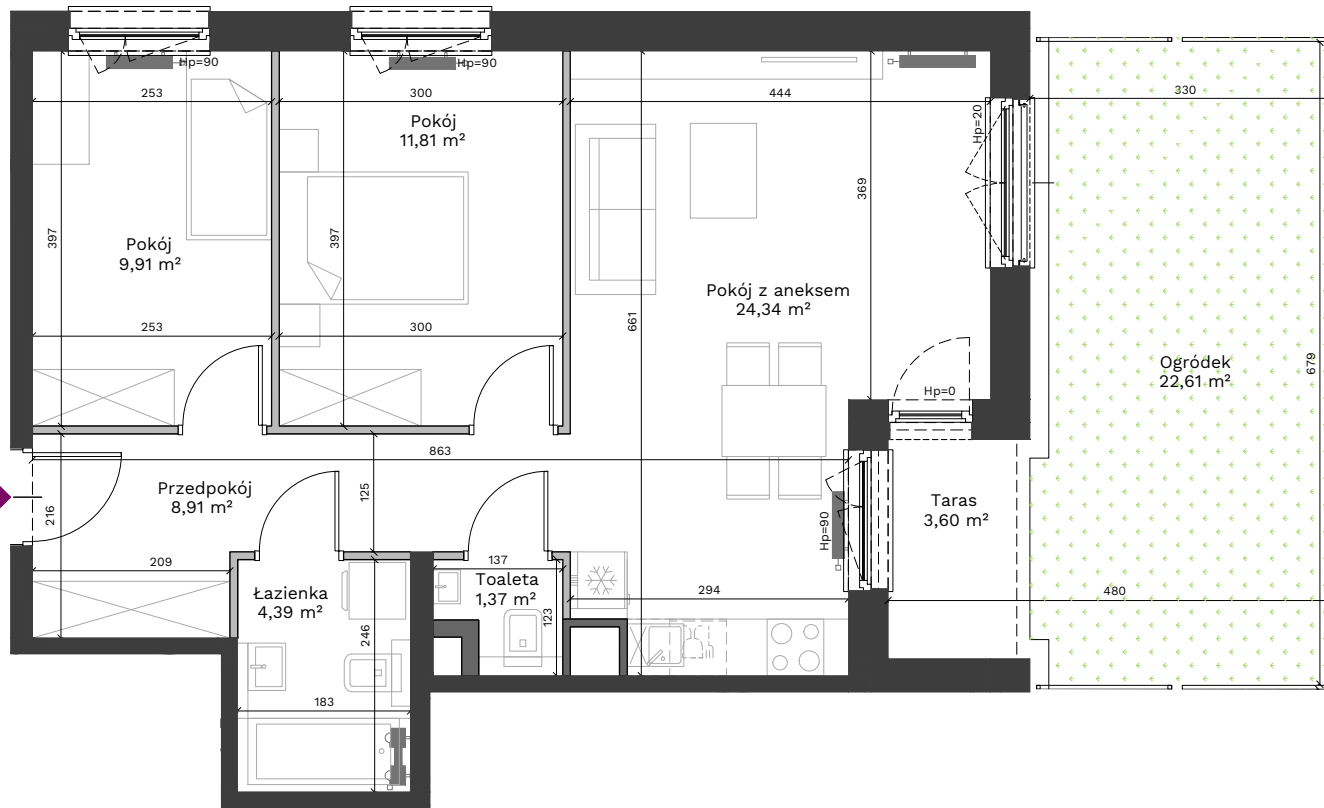 Hp=90
Hp=90
253
300
444
330
Pokój
11,81 m²
Hp=20
369
397
397
Pokój
9,91 m²
Pokój z aneksem
24,34 m²
661
253
300
Ogródek
22,61 m²
679
Hp=0
863
Przedpokój
8,91 m²
125
216
Taras
3,60 m²
Hp=90
209
137
Łazienka
4,39 m²
Toaleta
1,37 m²
123
294
480
246
183